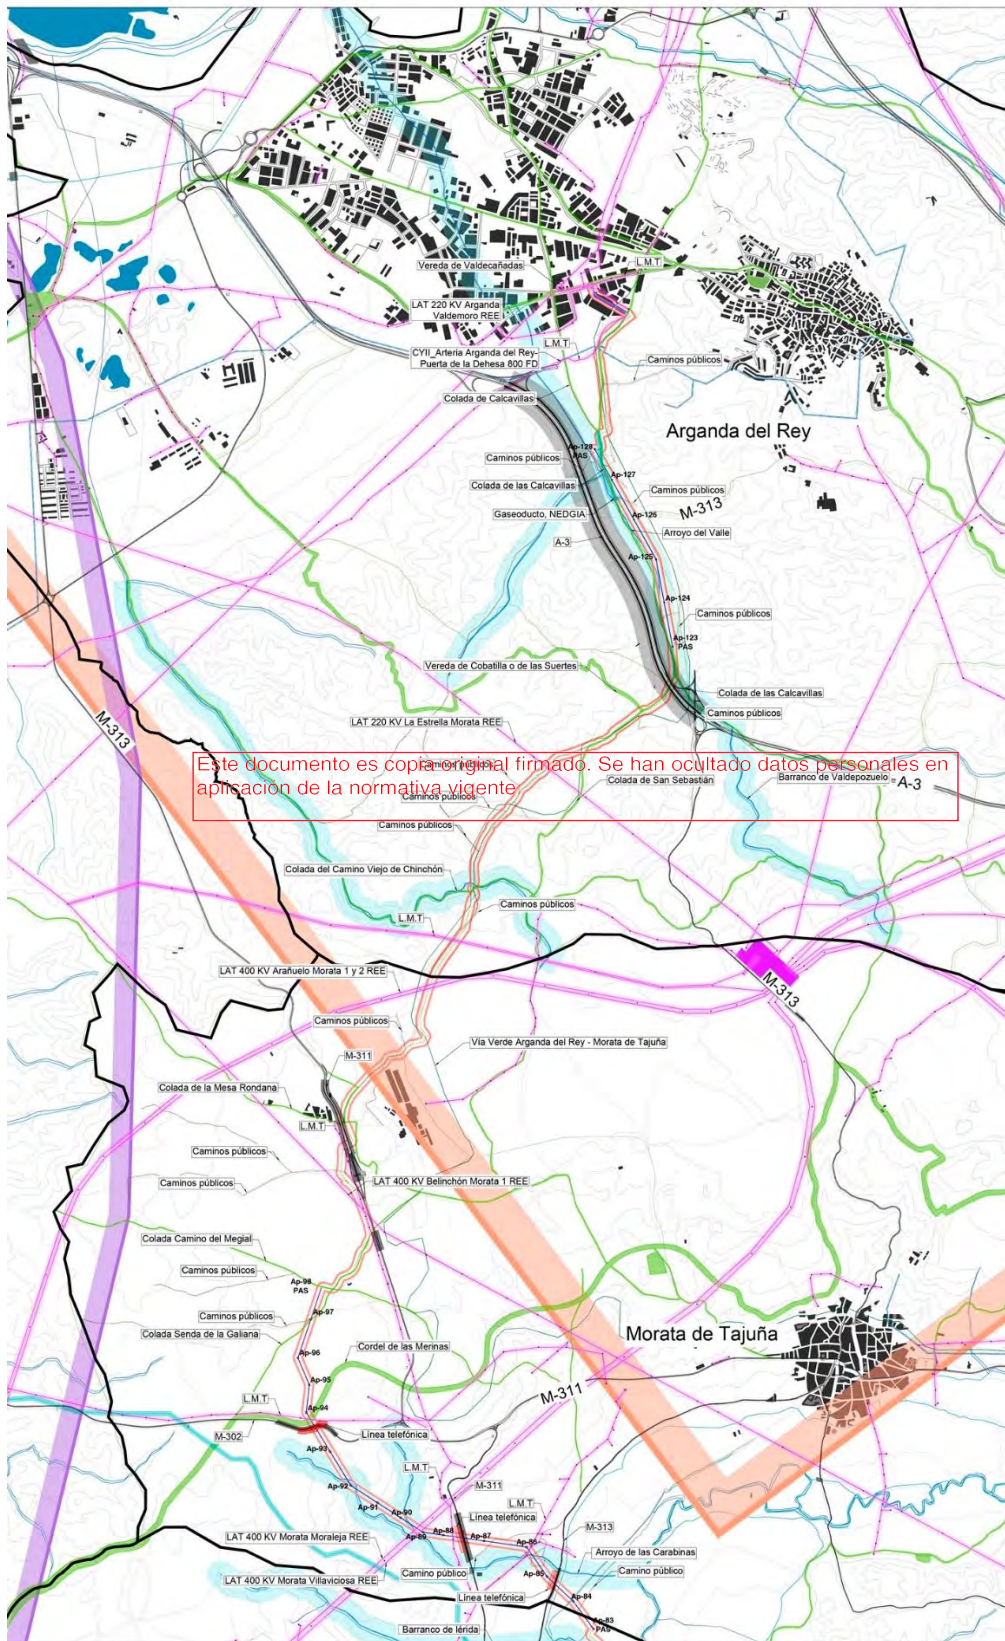 Vereda de Valdecañadas
L.M.T
LAT 220 KV Arganda
Valdemoro REE
CYII_Arteria Arganda del Rey-
Puerta de la Dehesa 800 FD
L.M.T
Caminos públicos
Colada de Calcavillas
Arganda del Rey
Ap-128
PAS
Caminos públicos
Ap-127
Colada de las Calcavillas
Caminos públicos
M-313
Gaseoducto, NEDGIA
Ap-126
Arroyo del Valle
A-3
Ap-125
Ap-124
Caminos públicos
Ap-123
PAS
Vereda de Cobatilla o de las Suertes
Colada de las Calcavillas
Caminos públicos
LAT 220 KV La Estrella Morata REE
M-313
Este documento es copia original firmado. Se han ocultado datos personales en
aplicación de la normativa vigente
Caminos públicos
Colada de San Sebastián
Barranco de Valdepozuelo
A-3
Caminos públicos
Caminos públicos
Colada del Camino Viejo de Chinchón
Caminos públicos
L.M.T
LAT 400 KV Arañuelo Morata 1 y 2 REE
M-313
Caminos públicos
Vía Verde Arganda del Rey - Morata de Tajuña
M-311
Colada de la Mesa Rondana
L.M.T
Caminos públicos
Caminos públicos
LAT 400 KV Belinchón Morata 1 REE
Colada Camino del Megial
Caminos públicos
Ap-98
PAS
Caminos públicos
Ap-97
Colada Senda de la Galiana
Morata de Tajuña
Cordel de las Merinas
Ap-96
Ap-95
M-311
L.M.T
Ap-94
M-302
Línea telefónica
Ap-93
L.M.T
Ap-92
M-311
Ap-91
Ap-90
L.M.T
Línea telefónica
LAT 400 KV Morata Moraleja REE
Ap-89
Ap-88
Ap-87
Ap-86
M-313
Arroyo de las Carabinas
Camino público
Ap-85
Camino público
LAT 400 KV Morata Villaviciosa REE
Línea telefónica
Ap-84
Barranco de lérida
Ap-83
PAS